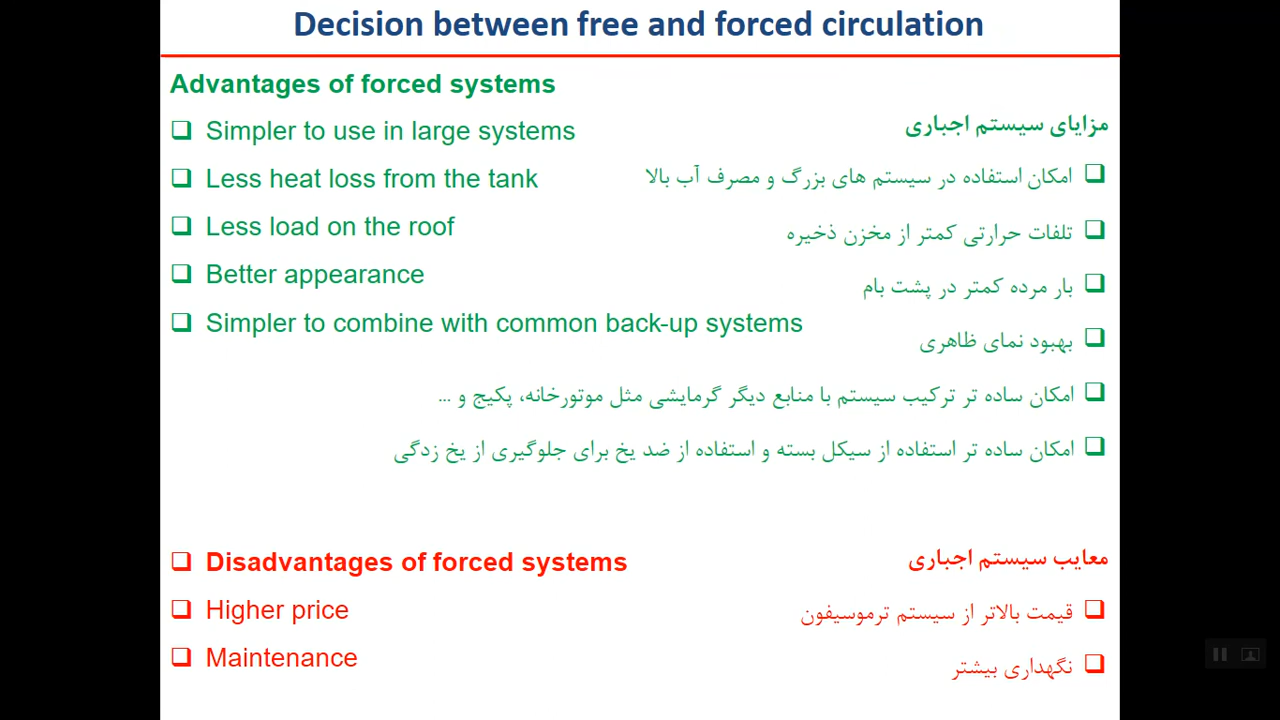 Decision between free and forced circulation
Advantages of forced systems
Simpler to use in large systems
Less heat loss from the tank
Less load on the roof
Better appearance
Simpler to combine with common back-up systems
مزایای سیستم اجباری
امکان استفاده در سیستم های بزرگ و مصرف آب بالا
تلفات حرارتی کمتر از مخزن ذخیره
بار مرده کمتر در پشت بام
بهبود نمای ظاهری
امکان ساده تر ترکیب سیستم با منابع دیگر گرمایشی مثل موتورخانه، پکیج و ...
امکان ساده تر استفاده از سیکل بسته و استفاده از ضد یخ برای جلوگیری از یخ زدگی
Disadvantages of forced systems
Higher price
Maintenance
معایب سیستم اجباری
قیمت بالاتر از سیستم ترموسیفون
نگهداری بیشتر